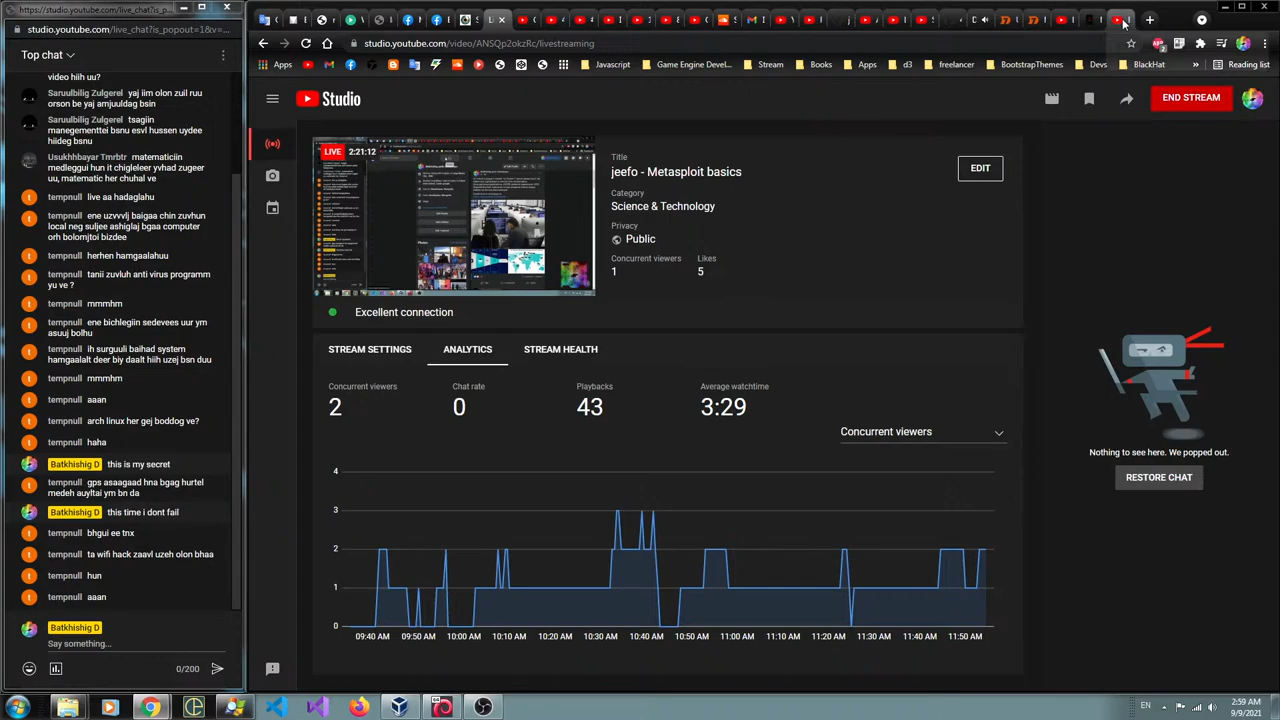 https://studio.youtube.com/live_chat?is_p...
studio.youtube.com/live_chat?is_popout=1&v=...
Top chat
video hiih uu?
Saruulbilig Zulgerel yaj iim olon zuil ruu
orson be yaj amjuuldag bsin
Saruulbilig Zulgerel tsagiin
manegementtei bsnu esvl hussen uydee
hiideg bsnu
Usukhhbayar Tmrbtr matematiciin
medleggui hun it chigleer yvhad zugeer
uu, matematic her chuhal ve
tempnull live aa hadaglahu
tempnull ene uzvvvlj bajgaa chin zuvhun
local neg suljee ashiglaj bgaa computer
deer bolomjtoi bizdee
tempnull herhen hamgaalahuu
tempnull tanii zuvluh anti virus programm
yu ve ?
tempnull mmmhm
tempnull ene bichlegiin sedevees uur ym
asuuj bolhu
tempnull ih surguuli baihad system
hamgaalalt deer biy daalt hiih uzej bsn duu
tempnull mmmhm
tempnull aaan
tempnull arch linux her gej boddog ve?
tempnull haha
Batkhishig D this is my secret
tempnull gps asaagaad hna bgag hurtel
medeh auyltai ym bn da
Batkhishig D this time i dont fail
tempnull bhgui ee tnx
tempnull ta wifi hack zaavl uzeh olon bhaa
tempnull hun
tempnull aaan
Batkhishig D
Say something...
0/200
studio.youtube.com/video/ANSQp2okzRc/livestreaming
Apps
Javascript
Game Engine Devel...
Stream
Books
Apps
d3
freelancer
BootstrapThemes
Devs
BlackHat
»
Reading list
Studio
END STREAM
LIVE 2:21:12
Title
jeefo - Metasploit basics
EDIT
Category
Science & Technology
Privacy
Public
Concurrent viewers Likes
1 5
Excellent connection
STREAM SETTINGS ANALYTICS STREAM HEALTH
Concurrent viewers Chat rate Playbacks Average watchtime
2 0 43 3:29
Concurrent viewers
4
3
2
1
0
09:40 AM 09:50 AM 10:00 AM 10:10 AM 10:20 AM 10:30 AM 10:40 AM 10:50 AM 11:00 AM 11:10 AM 11:20 AM 11:30 AM 11:40 AM 11:50 AM
Nothing to see here. We popped out.
RESTORE CHAT
EN
2:59 AM
9/9/2021